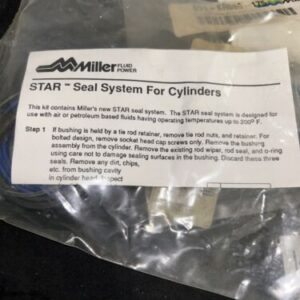 Miller FLUID
POWER
STAR ™ Seal System For Cylinders
This kit contains Miller's new STAR seal system. The STAR seal system is designed for
use with air or petroleum based fluids having operating temperatures up to 200° F.
Step 1 If bushing is held by a tie rod retainer, remove tie rod nuts, and retainer. For
bolted design, remove socket head cap screws only. Remove the bushing
assembly from the cylinder. Remove the existing rod wiper, rod seal, and o-ring,
using care not to damage sealing surfaces in the bushing. Discard these three
seals. Remove any dirt, chips,
etc. from bushing cavity
in cylinder head. Inspect